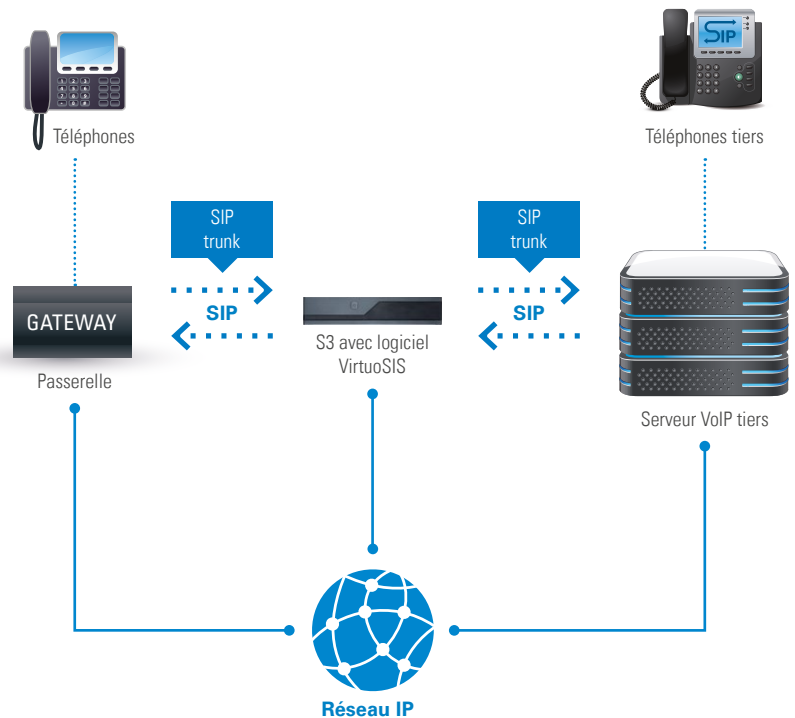 SIP
Téléphones
Téléphones tiers
SIP
trunk
SIP
trunk
GATEWAY
SIP
SIP
S3 avec logiciel
VirtuoSIS
Passerelle
Serveur VoIP tiers
Réseau IP